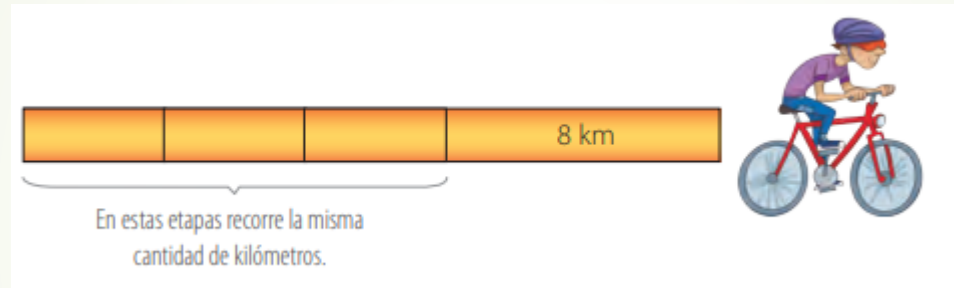 8 km
En estas etapas recorre la misma
cantidad de kilómetros.